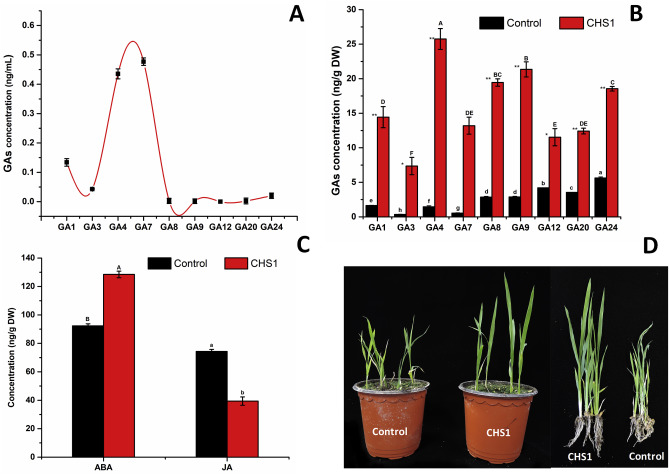 A
GAs concentration (ng/mL)
0.6
0.5
0.4
0.3
0.2
0.1
0.0
GA1 GA3 GA4 GA7 GA8 GA9 GA12 GA20 GA24
B
Control CHS1
GAs concentration (ng/g DW)
30
25
20
15
10
5
0
** D
* F
** A
DE
** BC
** B
* E
** DE
** C
e h f g d d b c a
GA1 GA3 GA4 GA7 GA8 GA9 GA12 GA20 GA24
C
Control CHS1
Concentration (ng/g DW)
140
120
100
80
60
40
20
0
B A a b
ABA JA
D
Control CHS1 CHS1 Control